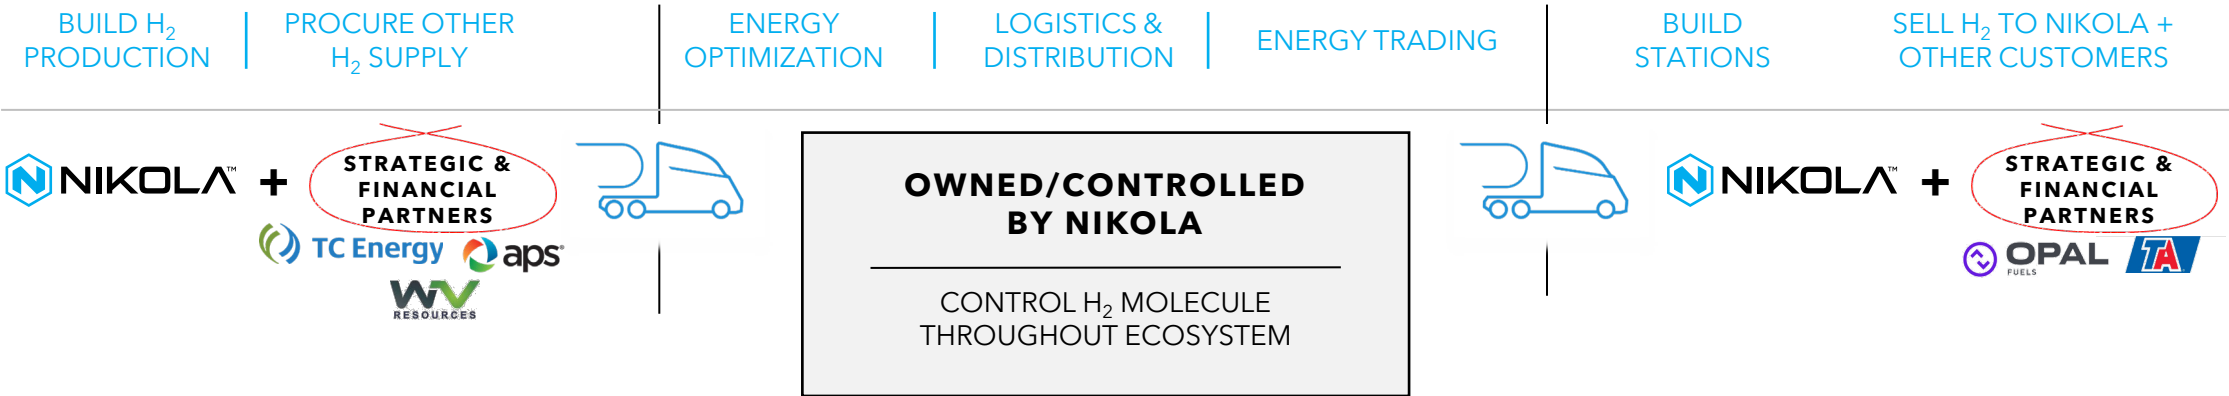 BUILD H₂
PRODUCTION
PROCURE OTHER
H₂ SUPPLY
ENERGY
OPTIMIZATION
LOGISTICS &
DISTRIBUTION
ENERGY TRADING
BUILD
STATIONS
SELL H₂ TO NIKOLA +
OTHER CUSTOMERS
N NIKOLA™ +
STRATEGIC &
FINANCIAL
PARTNERS
TC Energy
aps
WV
RESOURCES
OWNED/CONTROLLED
BY NIKOLA
CONTROL H₂ MOLECULE
THROUGHOUT ECOSYSTEM
N NIKOLA™ +
STRATEGIC &
FINANCIAL
PARTNERS
OPAL
FUELS
TA